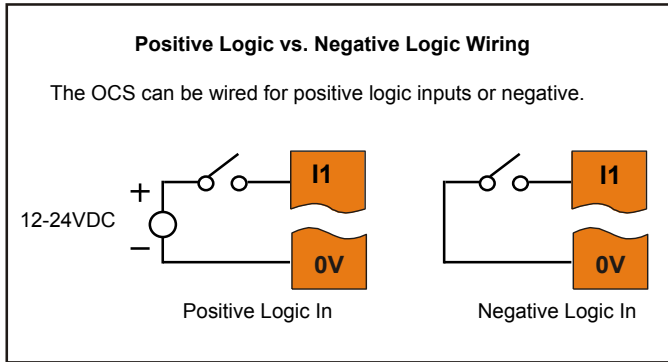 Positive Logic vs. Negative Logic Wiring
The OCS can be wired for positive logic inputs or negative.
I1
I1
+
12-24VDC
–
0V
0V
Positive Logic In
Negative Logic In